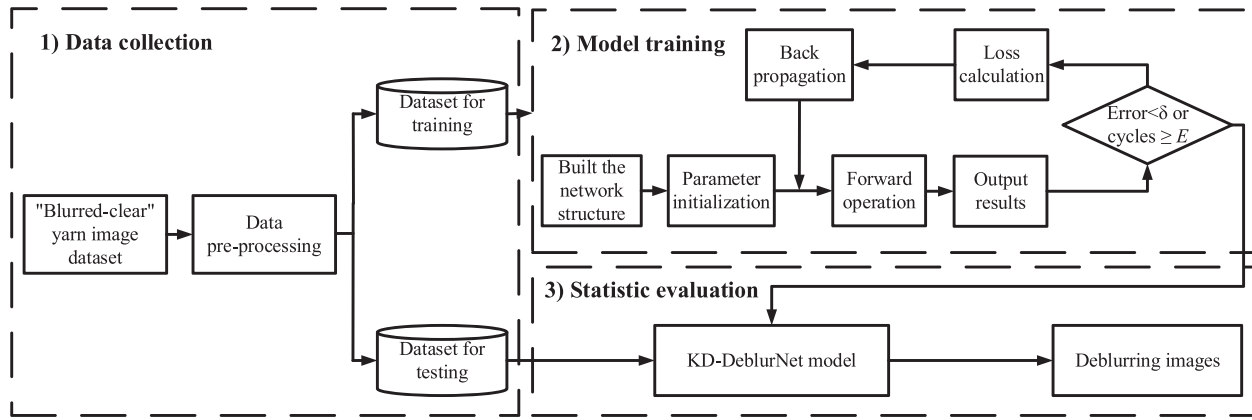 1) Data collection
"Blurred-clear"
yarn image
dataset
Data
pre-processing
Dataset for
training
Dataset for
testing
2) Model training
Back
propagation
Loss
calculation
Error<δ or
cycles ≥ E
Built the
network
structure
Parameter
initialization
Forward
operation
Output
results
3) Statistic evaluation
KD-DeblurNet model
Deblurring images